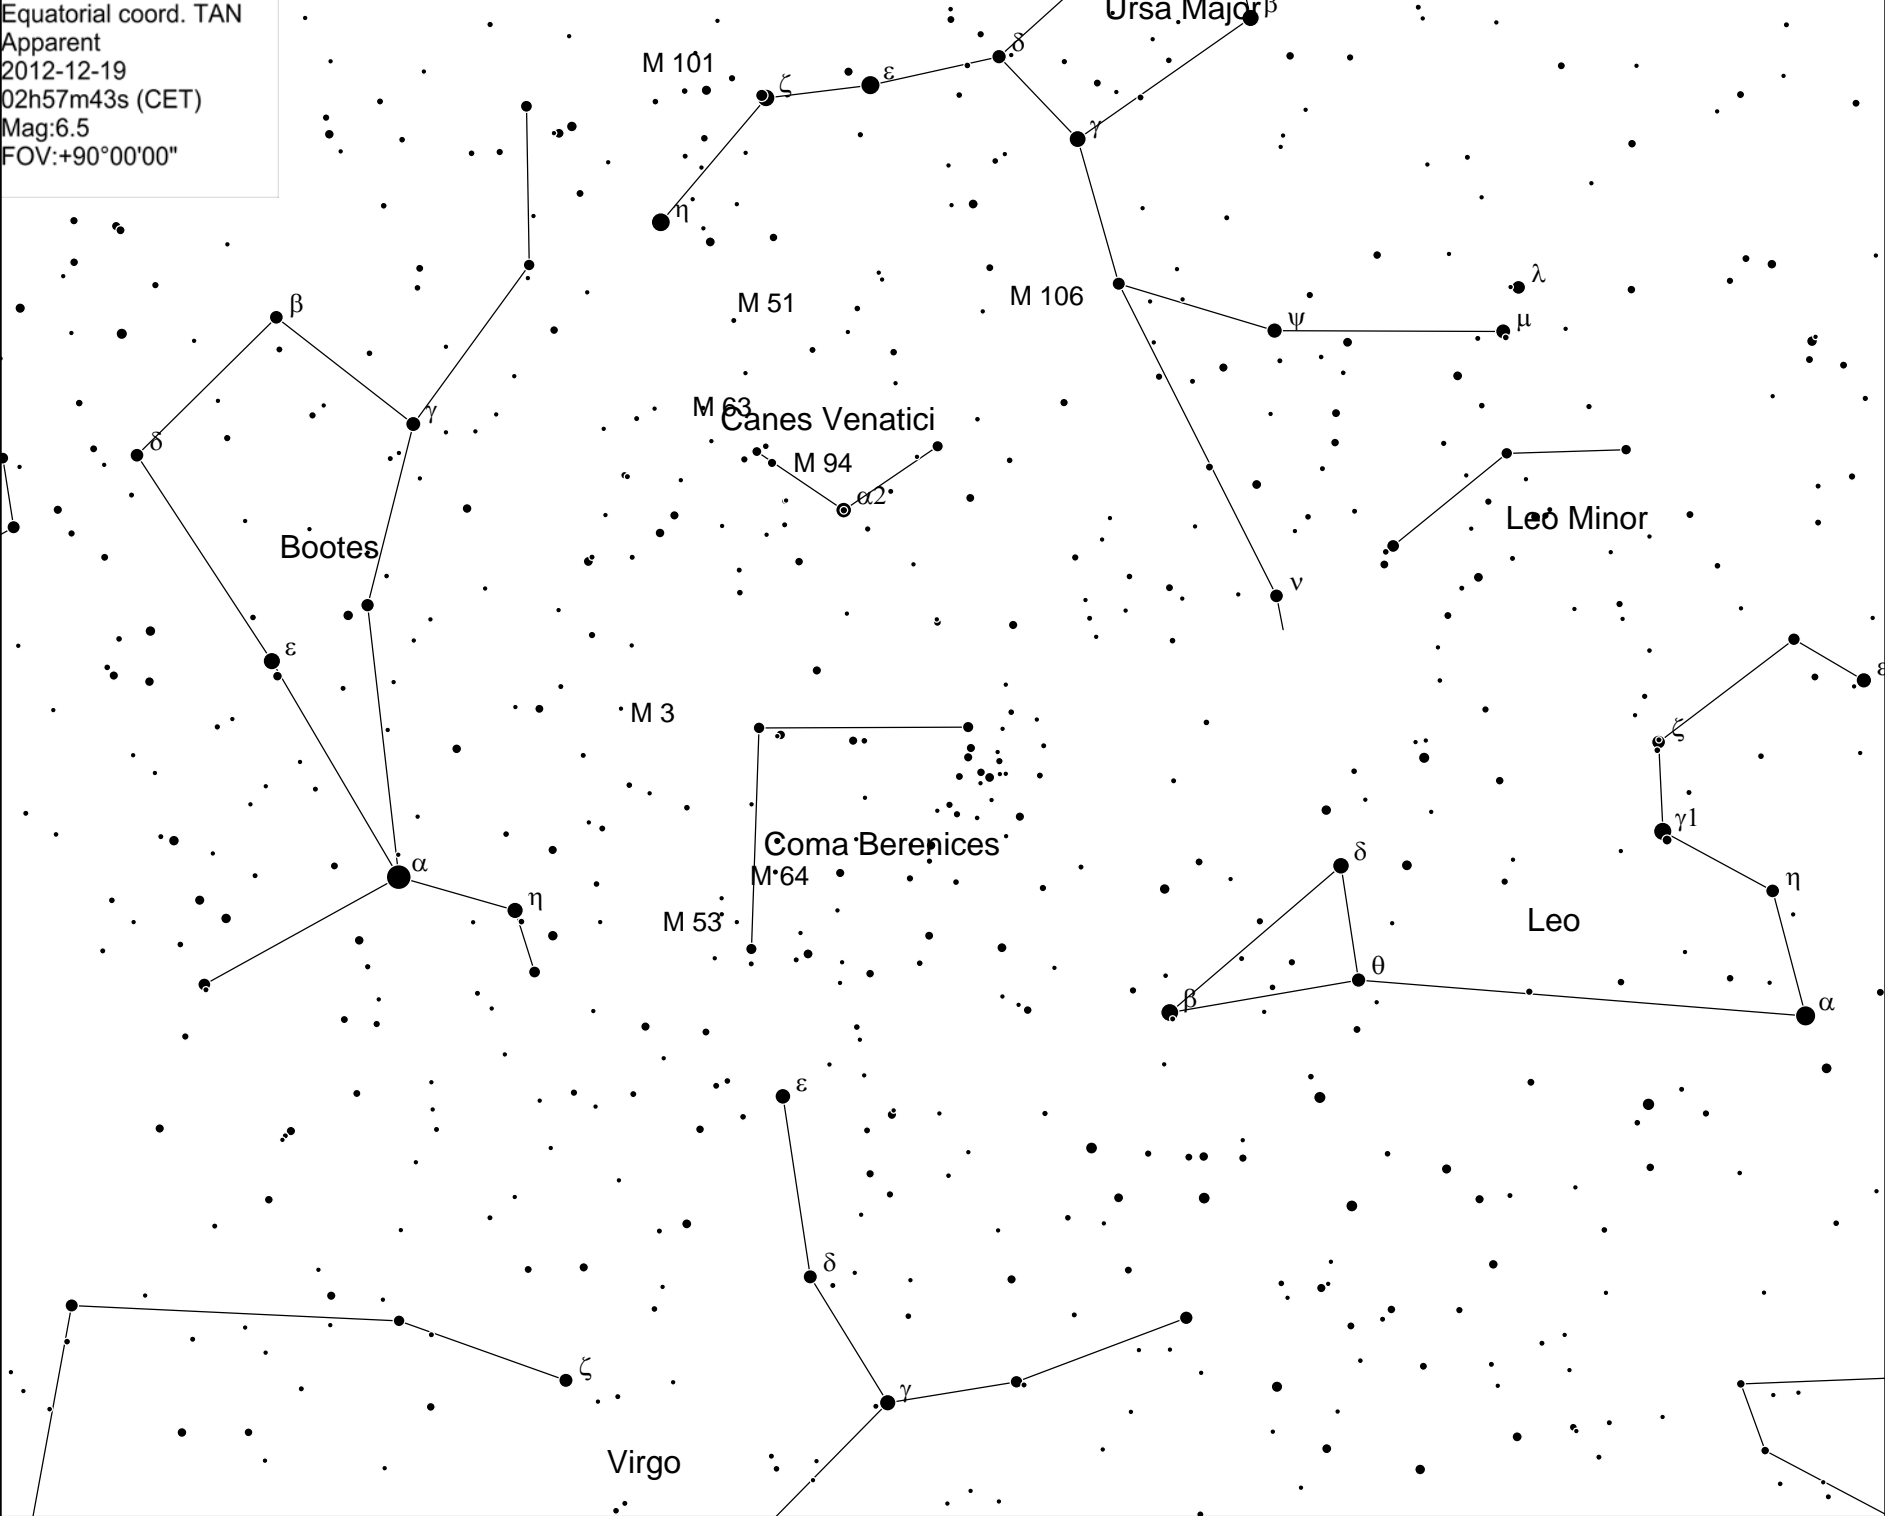 Equatorial coord. TAN
Apparent
2012-12-19
02h57m43s (CET)
Mag:6.5
FOV:+90°00'00"
Ursa Major
β
δ
M 101
ε
ζ
γ
η
λ
M 106
M 51
β
ψ
μ
M 63
γ
Canes Venatici
δ
M 94
α2
Leo Minor
Bootes
ν
ε
ε
M 3
ζ
γ1
Coma Berenices
δ
α
M 64
η
η
Leo
M 53
θ
β
α
ε
δ
ζ
γ
Virgo